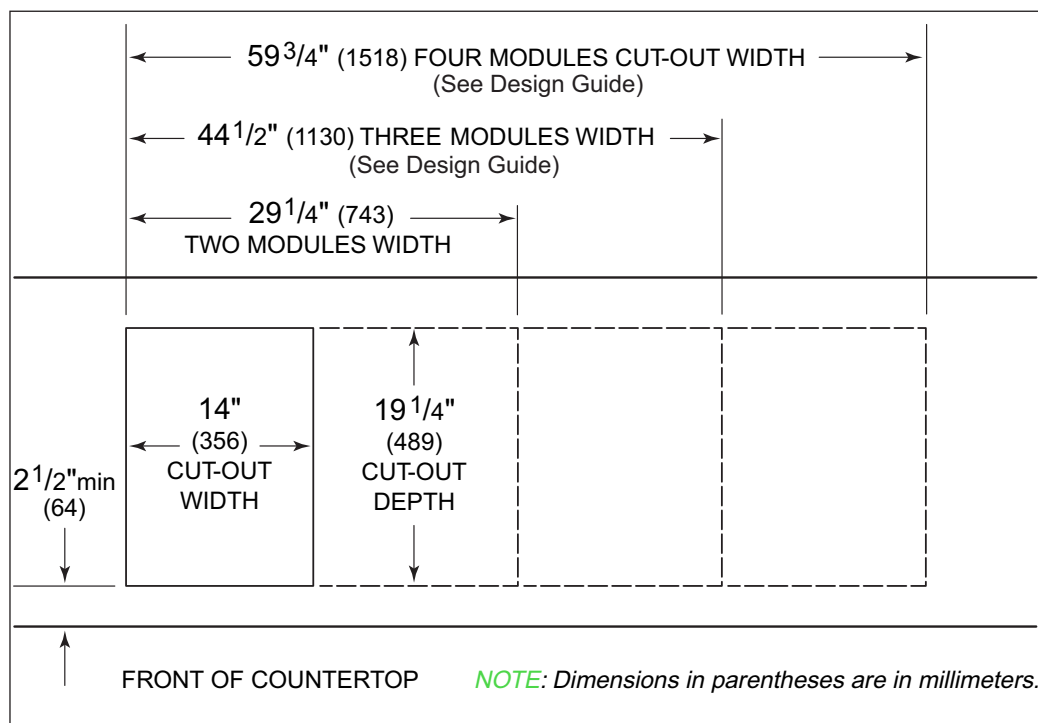 59 3/4" (1518) FOUR MODULES CUT-OUT WIDTH
(See Design Guide)
44 1/2" (1130) THREE MODULES WIDTH
(See Design Guide)
29 1/4" (743)
TWO MODULES WIDTH
14"
(356)
CUT-OUT
WIDTH
19 1/4"
(489)
CUT-OUT
DEPTH
2 1/2"min
(64)
FRONT OF COUNTERTOP
NOTE: Dimensions in parentheses are in millimeters.